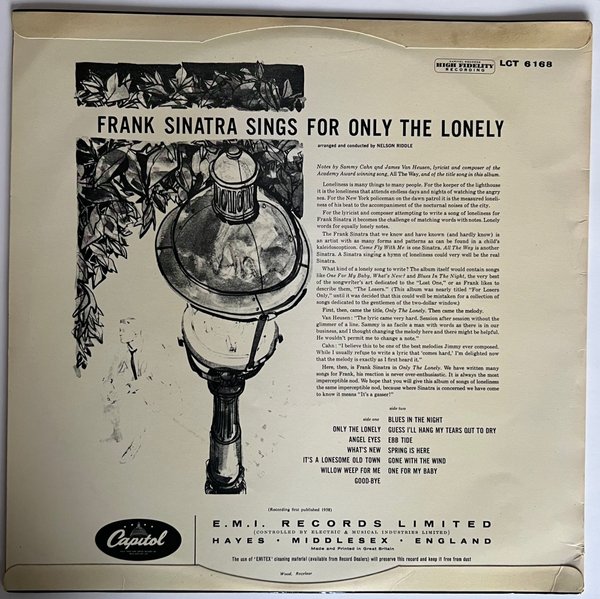 HIGH FIDELITY
RECORDING
LCT 6168
FRANK SINATRA SINGS FOR ONLY THE LONELY
arranged and conducted by NELSON RIDDLE
Notes by Sammy Cahn and James Van Heusen, lyricist and composer of the
Academy Award winning song, All The Way, and of the title song in this album.
Loneliness is many things to many people. For the keeper of the lighthouse
it is the loneliness that attends endless days and nights of watching the angry
seas. For the New York policeman on the dawn patrol it is the measured loneli-
ness of his beat to the accompaniment of the nocturnal noises of the city.
For the lyricist and composer attempting to write a song of loneliness for
Frank Sinatra it becomes the challenge of matching words with notes. Lonely
words for equally lonely notes.
The Frank Sinatra that we know and have known (and hardly know) is
an artist with as many forms and patterns as can be found in a child's
kaleidoscope. Come Fly With Me is one Sinatra. All The Way is another
Sinatra. A Sinatra singing a hymn of loneliness could very well be the real
Sinatra.
What kind of a lonely song to write? The album itself would contain songs
like One For My Baby, What's New? and Blues In The Night, the very best
of the songwriter's art dedicated to the "Lost One," or as Frank likes to
describe them, "The Losers." (This album was nearly titled "For Losers
Only," until it was decided that this could well be mistaken for a collection of
songs dedicated to the gentlemen of the two-dollar window.)
First, then, came the title, Only The Lonely. Then came the melody.
Van Heusen: "The lyric came very hard. Session after session without the
glimmer of a line. Sammy is as facile a man with words as there is in our
business, and I thought changing the melody here and there might be helpful.
He wouldn't permit me to change a note."
Cahn: "I believe this to be one of the best melodies Jimmy ever composed.
While I usually refuse to write a lyric that 'comes hard,' I'm delighted now
that the melody is exactly as I first heard it."
Here, then, is Frank Sinatra in Only The Lonely. We have written many
songs for Frank, his reaction is never over-enthusiastic. It is always the most
imperceptible nod. We hope that you will give this album of songs of loneliness
the same imperceptible nod, because where Sinatra is concerned we have come
to know it means "It's a gasser!"
side one
ONLY THE LONELY
ANGEL EYES
WHAT'S NEW
IT'S A LONESOME OLD TOWN
WILLOW WEEP FOR ME
GOOD-BYE
side two
BLUES IN THE NIGHT
GUESS I'LL HANG MY TEARS OUT TO DRY
EBB TIDE
SPRING IS HERE
GONE WITH THE WIND
ONE FOR MY BABY
(Recording first published 1958)
Capitol
E.M.I. RECORDS LIMITED
(CONTROLLED BY ELECTRIC & MUSICAL INDUSTRIES LIMITED)
HAYES • MIDDLESEX • ENGLAND
Made and Printed in Great Britain
The use of "EMITEX" cleaning material (available from Record Dealers) will preserve this record and keep it free from dust